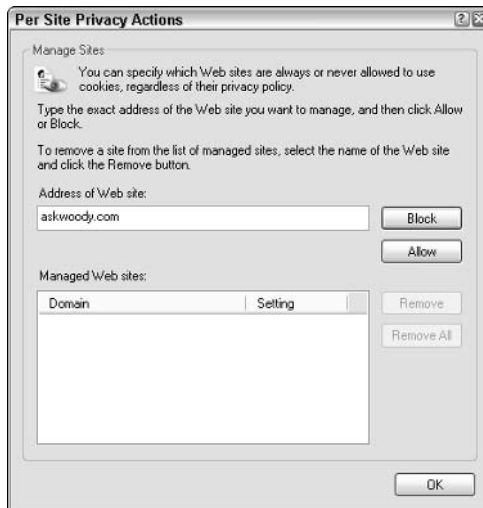 Per Site Privacy Actions
Manage Sites
You can specify which Web sites are always or never allowed to use
cookies, regardless of their privacy policy.
Type the exact address of the Web site you want to manage, and then click Allow
or Block.
To remove a site from the list of managed sites, select the name of the Web site
and click the Remove button.
Address of Web site:
askwoody.com
Block
Allow
Managed Web sites:
Domain Setting
Remove
Remove All
OK